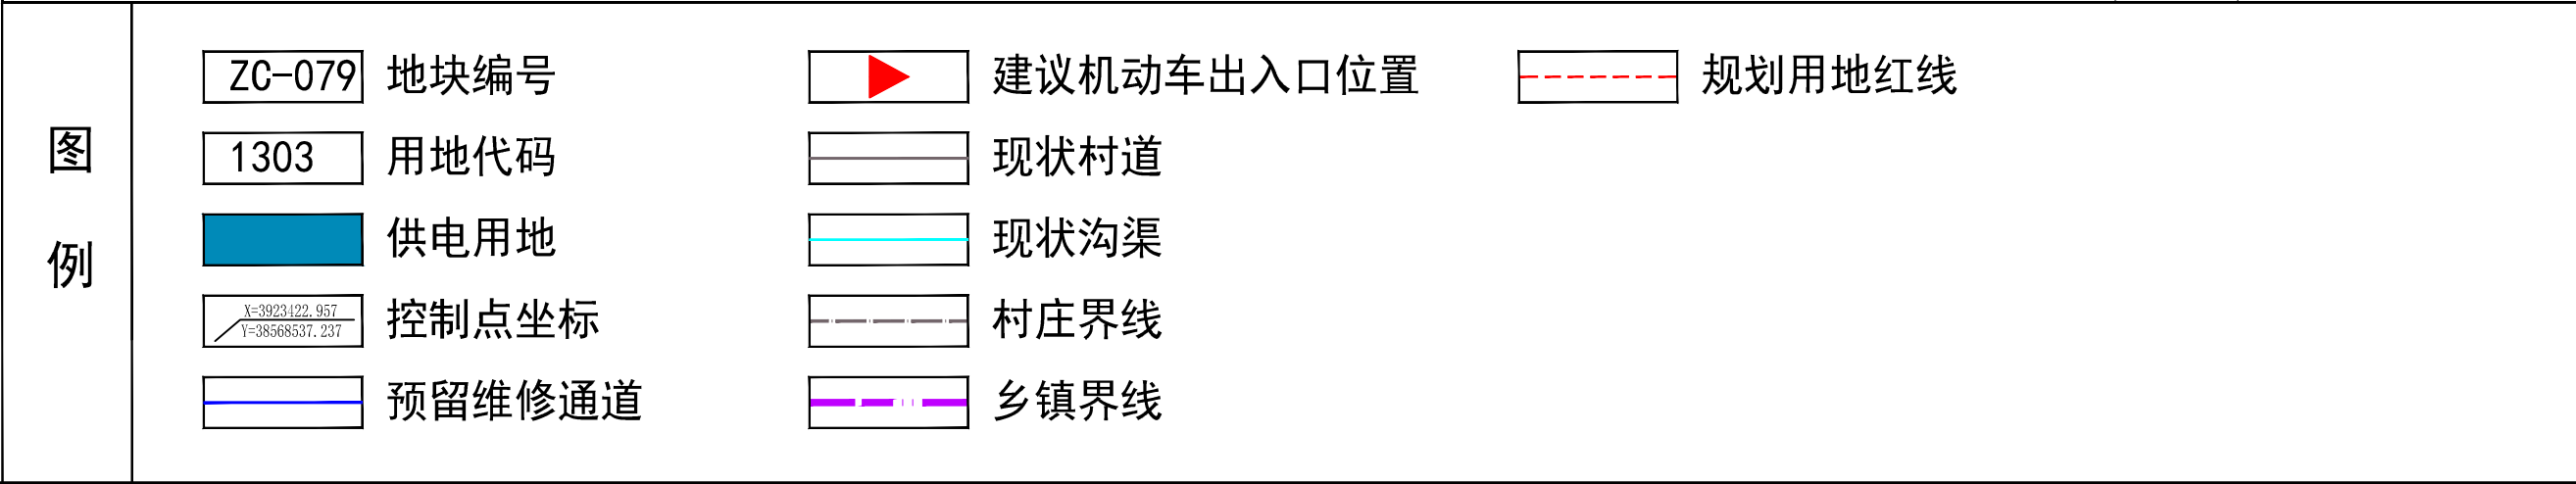 图例
ZC-079 地块编号
1303 用地代码
供电用地
X=3923422.957
Y=38568537.237
控制点坐标
预留维修通道
建议机动车出入口位置
现状村道
现状沟渠
村庄界线
乡镇界线
规划用地红线